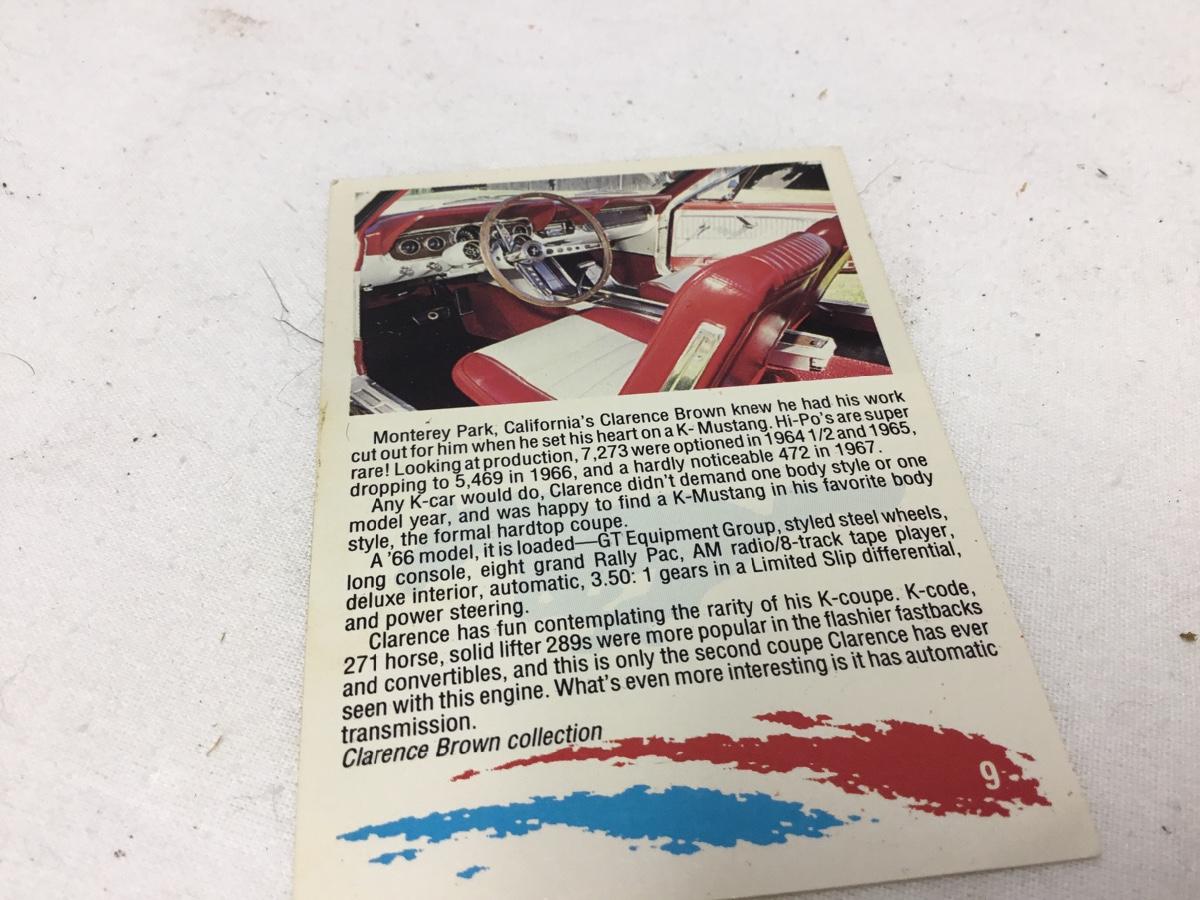 Monterey Park, California's Clarence Brown knew he had his work
cut out for him when he set his heart on a K- Mustang. Hi-Po's are super
rare! Looking at production, 7,273 were optioned in 1964 1/2 and 1965,
dropping to 5,469 in 1966, and a hardly noticeable 472 in 1967.
Any K-car would do, Clarence didn't demand one body style or one
model year, and was happy to find a K-Mustang in his favorite body
style, the formal hardtop coupe.
A '66 model, it is loaded—GT Equipment Group, styled steel wheels,
long console, eight grand Rally Pac, AM radio/8-track tape player,
deluxe interior, automatic, 3.50: 1 gears in a Limited Slip differential,
and power steering.
Clarence has fun contemplating the rarity of his K-coupe. K-code,
271 horse, solid lifter 289s were more popular in the flashier fastbacks
and convertibles, and this is only the second coupe Clarence has ever
seen with this engine. What's even more interesting is it has automatic
transmission.
Clarence Brown collection
9